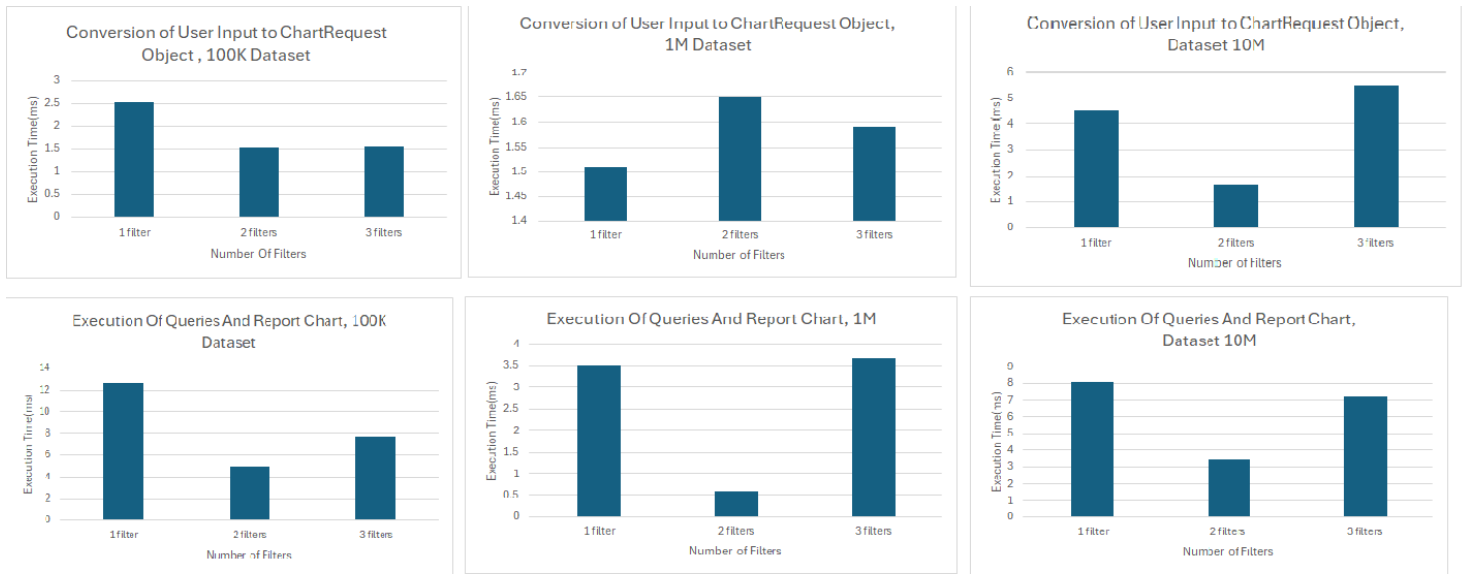 Conversion of User Input to ChartRequest
Object , 100K Dataset
3
2.5
2
1.5
1
0.5
0
Execution Time(ms)
1 filter
2 filters
3 filters
Number Of Filters
Conversion of User Input to ChartRequest Object,
1M Dataset
1.7
1.65
1.6
1.55
1.5
1.45
1.4
Execution Time(ms)
1 filter
2 filters
3 filters
Number of Filters
Conversion of User Input to ChartRequest Object,
Dataset 10M
6
5
4
3
2
1
0
Execution Time (ms)
1 filter
2 filters
3 filters
Number of Filters
Execution Of Queries And Report Chart, 100K
Dataset
14
12
10
8
6
4
2
0
Execution Time(ms)
1 filter
2 filters
3 filters
Number of Filters
Execution Of Queries And Report Chart, 1M
4
3.5
3
2.5
2
1.5
1
0.5
0
Execution Time(ms)
1 filter
2 filters
3 filters
Number of Filters
Execution Of Queries And Report Chart,
Dataset 10M
9
8
7
6
5
4
3
2
1
0
Execution Time(ms)
1 filter
2 filters
3 filters
Number of Filters